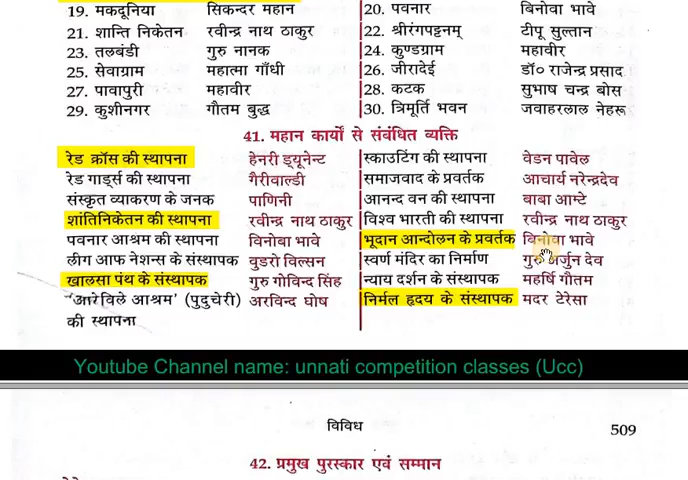 19. मकदूनिया सिकन्दर महान 20. पवनार बिनोवा भावे
21. शान्ति निकेतन रवीन्द्र नाथ ठाकुर 22. श्रीरंगपट्टनम् टीपू सुल्तान
23. तलबंडी गुरु नानक 24. कुण्डग्राम महावीर
25. सेवाग्राम महात्मा गाँधी 26. जीरादेई डॉ० राजेन्द्र प्रसाद
27. पावापुरी महावीर 28. कटक सुभाष चन्द्र बोस
29. कुशीनगर गौतम बुद्ध 30. त्रिमूर्ति भवन जवाहरलाल नेहरू
41. महान कार्यों से संबंधित व्यक्ति
रेड क्रॉस की स्थापना हेनरी ड्यूनेन्ट स्काउटिंग की स्थापना वेडन पावेल
रेड गार्ड्स की स्थापना गैरीवाल्डी समाजवाद के प्रवर्तक आचार्य नरेन्द्रदेव
संस्कृत व्याकरण के जनक पाणिनी आनन्द वन की स्थापना बाबा आम्टे
शांतिनिकेतन की स्थापना रवीन्द्र नाथ ठाकुर विश्व भारती की स्थापना रवीन्द्र नाथ ठाकुर
पवनार आश्रम की स्थापना विनोबा भावे भूदान आन्दोलन के प्रवर्तक बिनोवा भावे
लीग आफ नेशन्स के संस्थापक वुडरो विल्सन स्वर्ण मंदिर का निर्माण गुरु अर्जुन देव
खालसा पंथ के संस्थापक गुरु गोविन्द सिंह न्याय दर्शन के संस्थापक महर्षि गौतम
'आरेविले आश्रम' (पुदुचेरी) अरविन्द घोष निर्मल हृदय के संस्थापक मदर टेरेसा
की स्थापना
Youtube Channel name: unnati competition classes (Ucc)
विविध 509
42. प्रमुख पुरस्कार एवं सम्मान